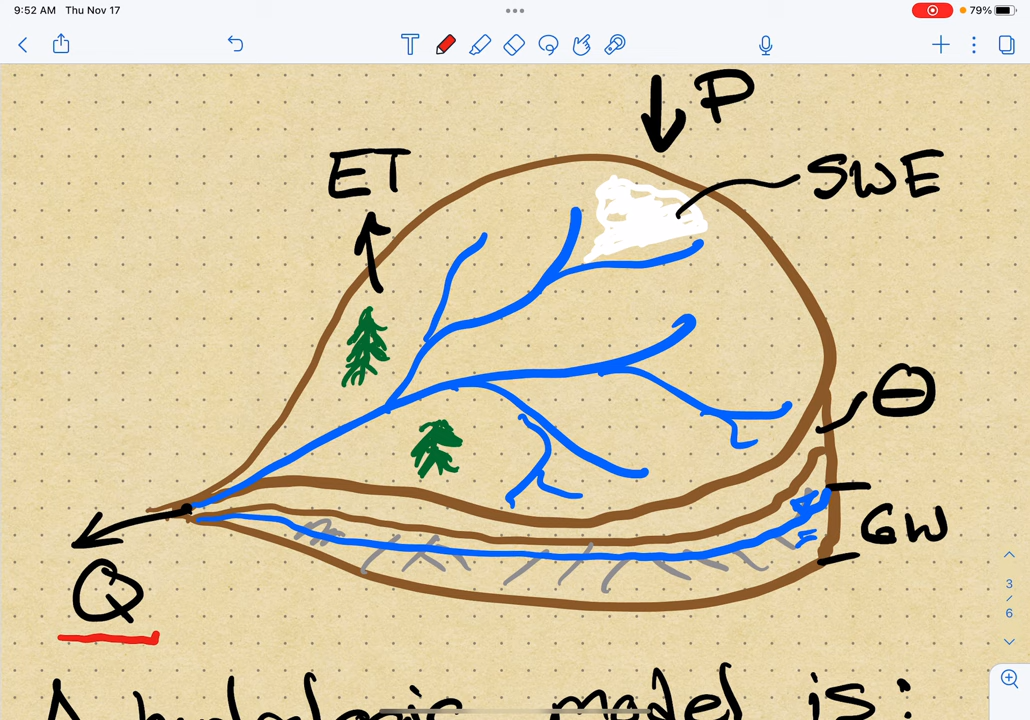 9:52 AM Thu Nov 17
79%
T
P
ET
SWE
Θ
GW
Q
3
/
6
A hydrologic model is: